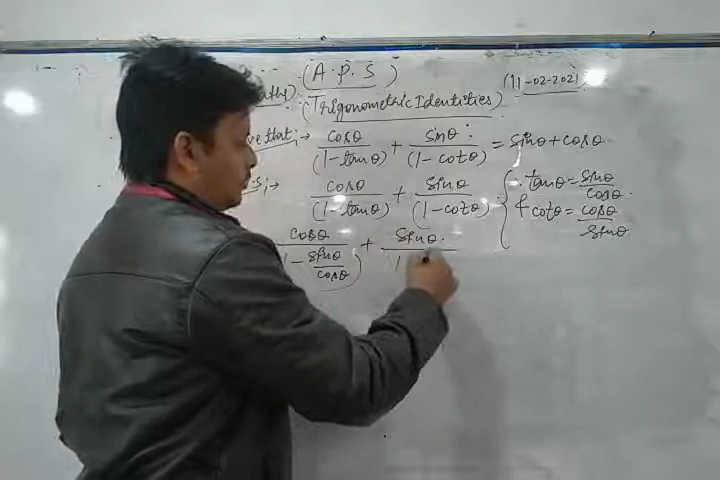 (A.P.S) (11-02-2021)
(Trigonometric Identities)
that;→ cosθ/(1-tanθ) + sinθ/(1-cotθ) = sinθ + cosθ
→ cosθ/(1-tanθ) + sinθ/(1-cotθ) { ∴ tanθ = sinθ/cosθ.
& cotθ = cosθ/sinθ
cosθ/(1 - sinθ/cosθ) + sinθ/1